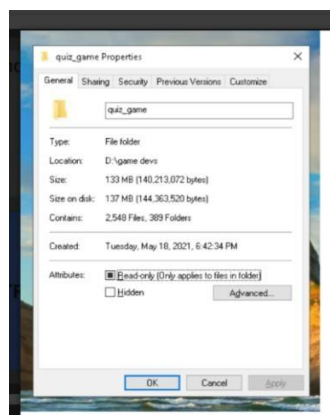 quiz_game Properties
General Sharing Security Previous Versions Customize
quiz_game
Type: File folder
Location: D:\game devs
Size: 133 MB (140,213,072 bytes)
Size on disk: 137 MB (144,363,520 bytes)
Contains: 2,548 Files, 389 Folders
Created: Tuesday, May 18, 2021, 6:42:34 PM
Attributes: Read-only (Only applies to files in folder)
Hidden Advanced...
OK Cancel Apply